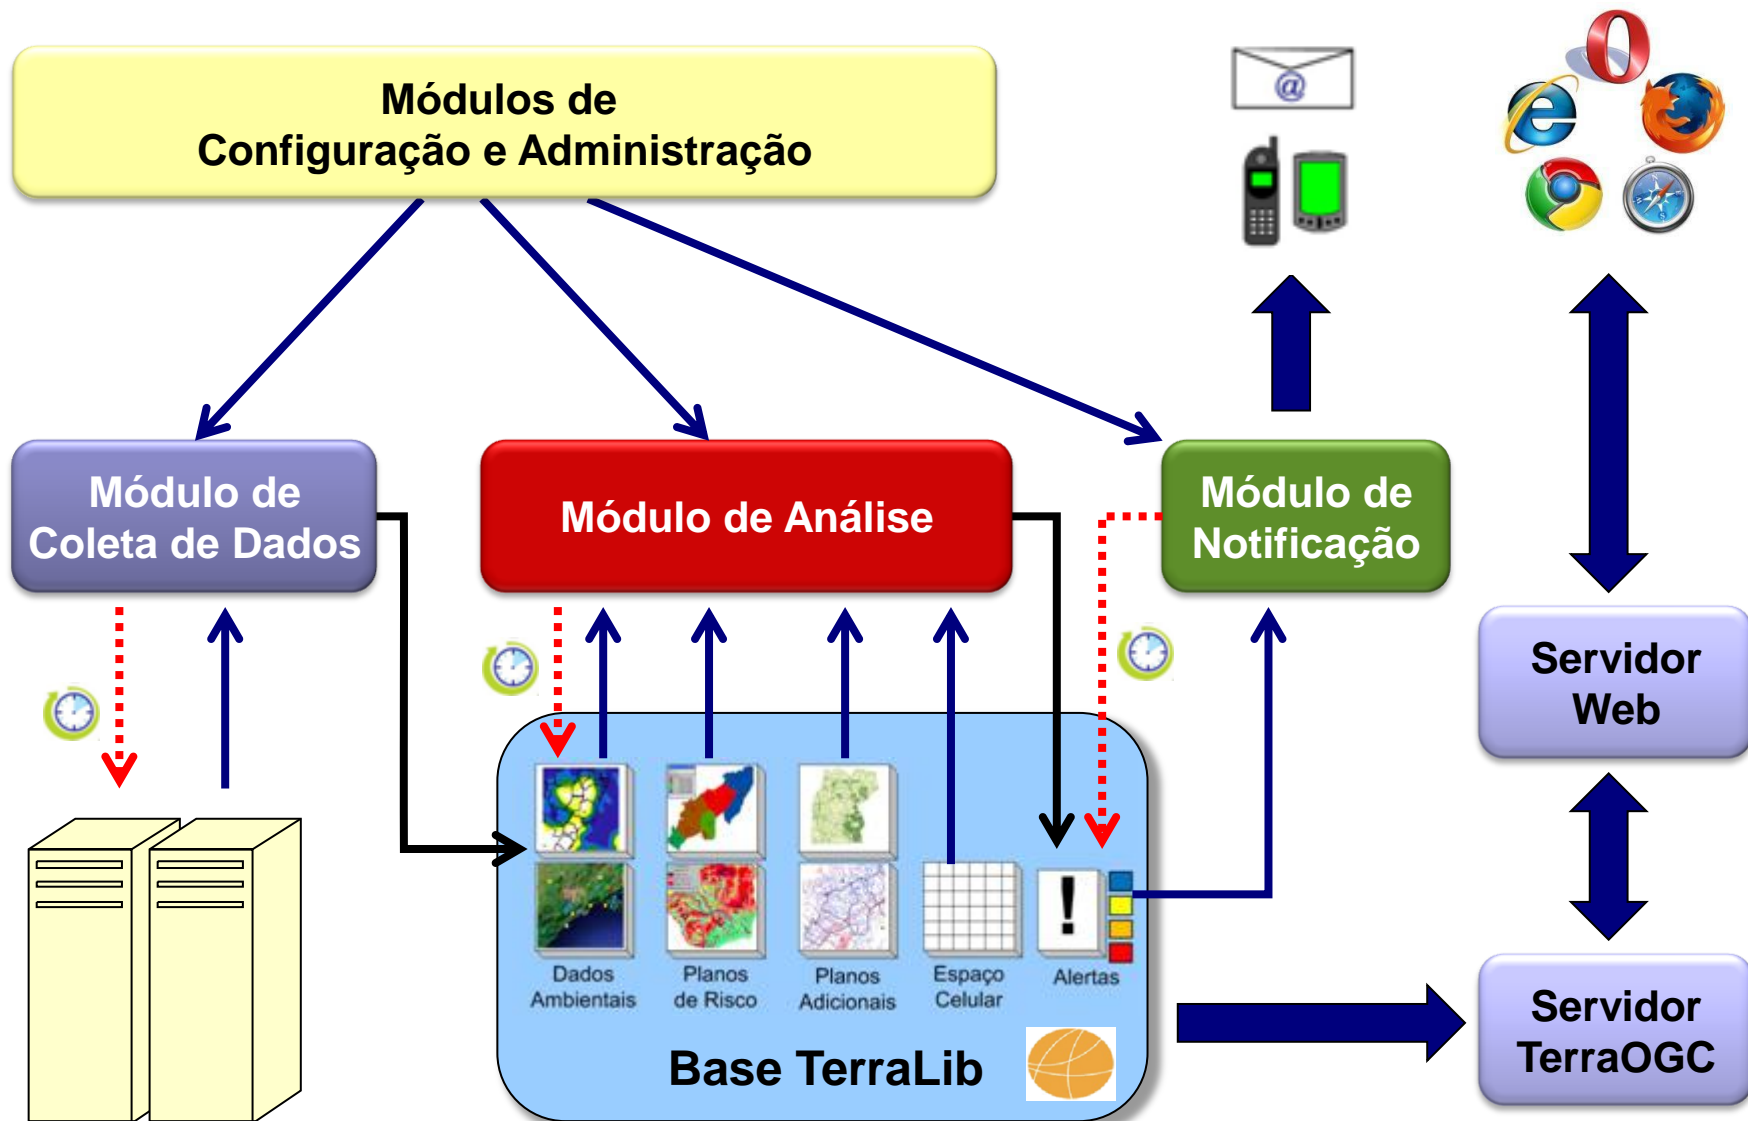 Módulos de
Configuração e Administração
@
Módulo de
Coleta de Dados
Módulo de Análise
Módulo de
Notificação
Servidor
Web
!
Dados
Ambientais
Planos
de Risco
Planos
Adicionais
Espaço
Celular
Alertas
Base TerraLib
Servidor
TerraOGC